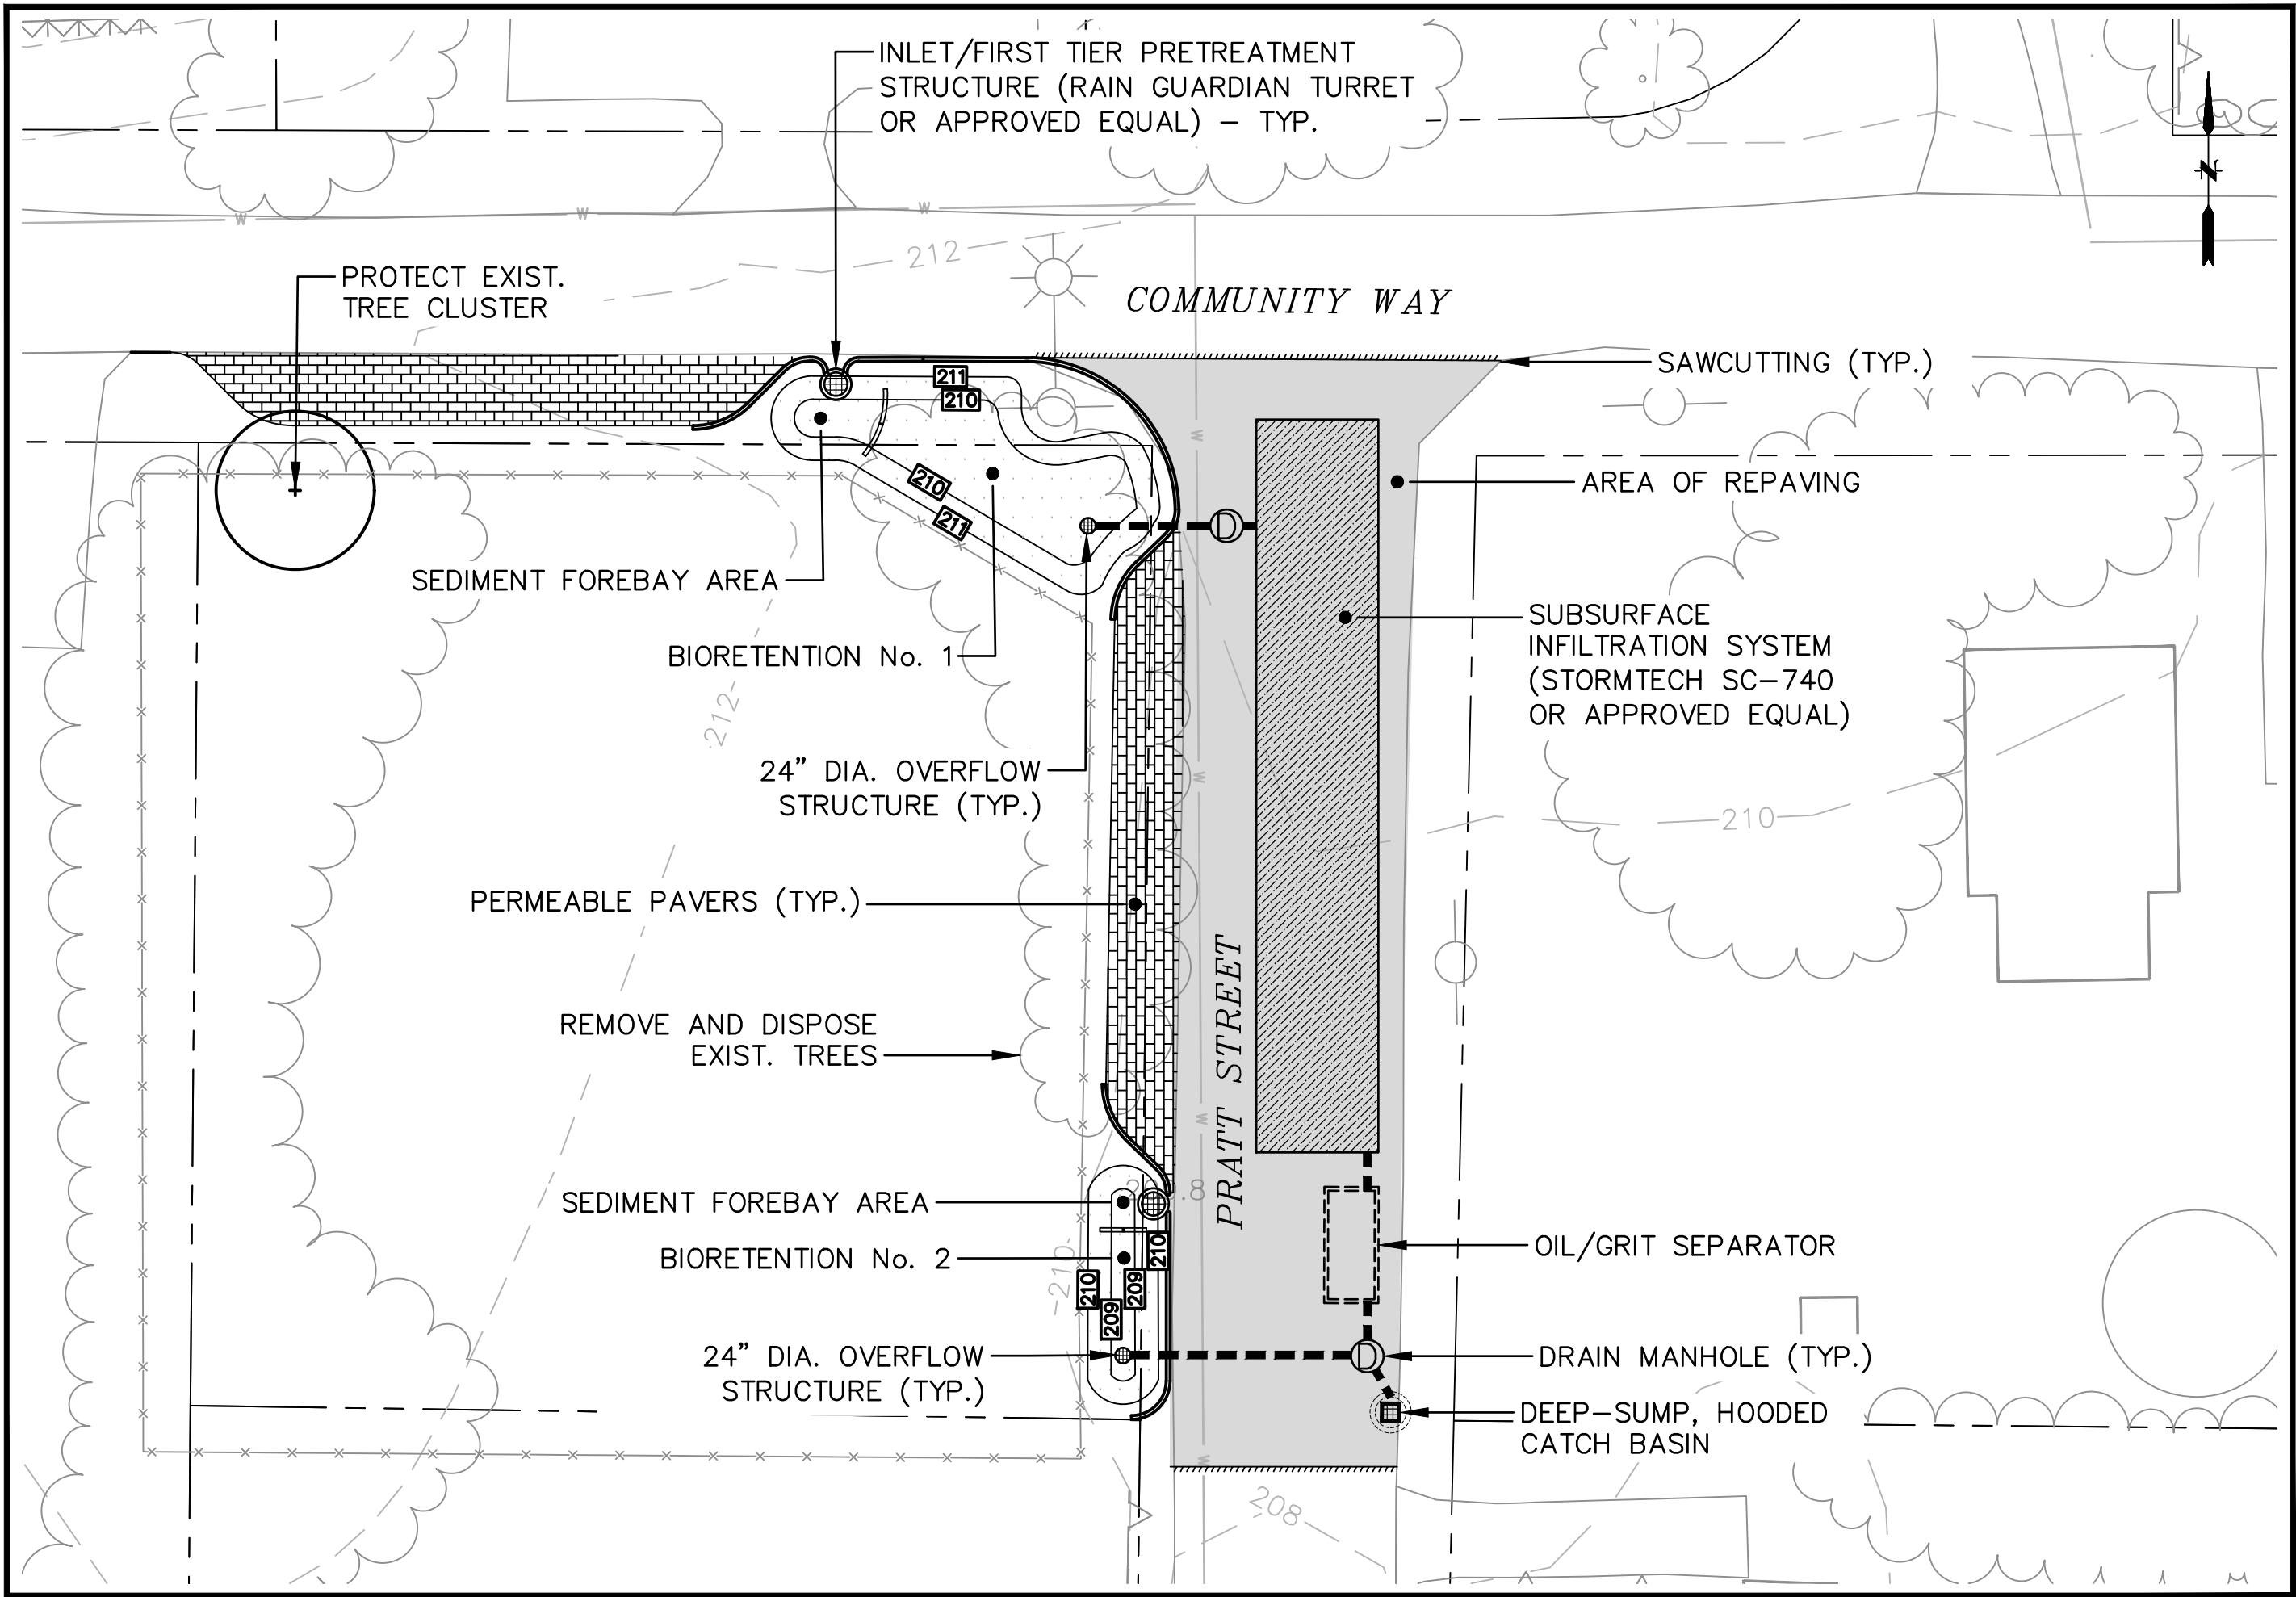 INLET/FIRST TIER PRETREATMENT
STRUCTURE (RAIN GUARDIAN TURRET
OR APPROVED EQUAL) – TYP.
N
W
W
W
212
COMMUNITY WAY
PROTECT EXIST.
TREE CLUSTER
SAWCUTTING (TYP.)
211
210
W
AREA OF REPAVING
210
211
D
SEDIMENT FOREBAY AREA
BIORETENTION No. 1
SUBSURFACE
INFILTRATION SYSTEM
(STORMTECH SC–740
OR APPROVED EQUAL)
212
24" DIA. OVERFLOW
STRUCTURE (TYP.)
W
210
PERMEABLE PAVERS (TYP.)
PRATT STREET
REMOVE AND DISPOSE
EXIST. TREES
W
SEDIMENT FOREBAY AREA
BIORETENTION No. 2
210
210
209
209
210
OIL/GRIT SEPARATOR
24" DIA. OVERFLOW
STRUCTURE (TYP.)
D
DRAIN MANHOLE (TYP.)
DEEP–SUMP, HOODED
CATCH BASIN
W
208